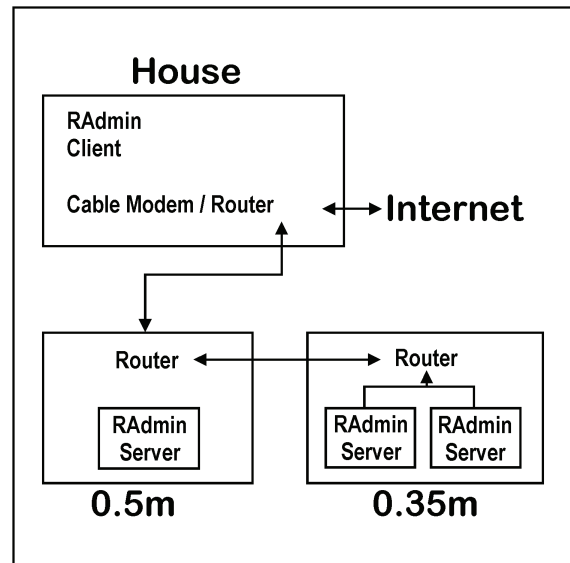 House
RAdmin
Client
Cable Modem / Router
Internet
Router
Router
RAdmin
Server
RAdmin
Server
RAdmin
Server
0.5m
0.35m